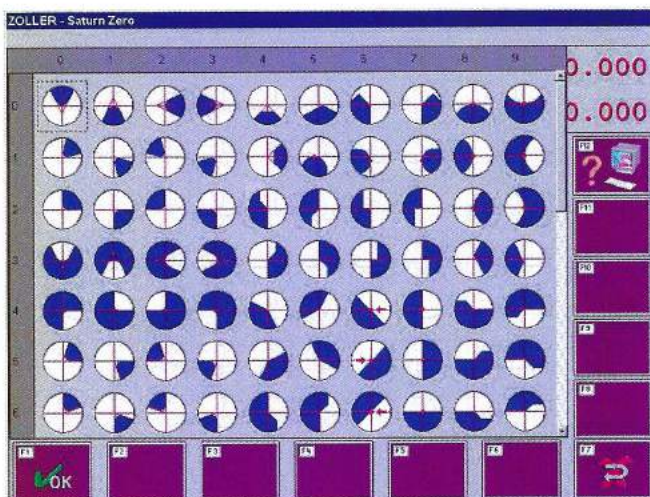 ZOLLER - Saturn Zero
0 1 2 3 4 5 6 7 8 9
0.000
0
0.000
1
F12
?
2
F11
3
F10
4
F9
5
F8
6
F1 F2 F3 F4 F5 F6 F7
OK